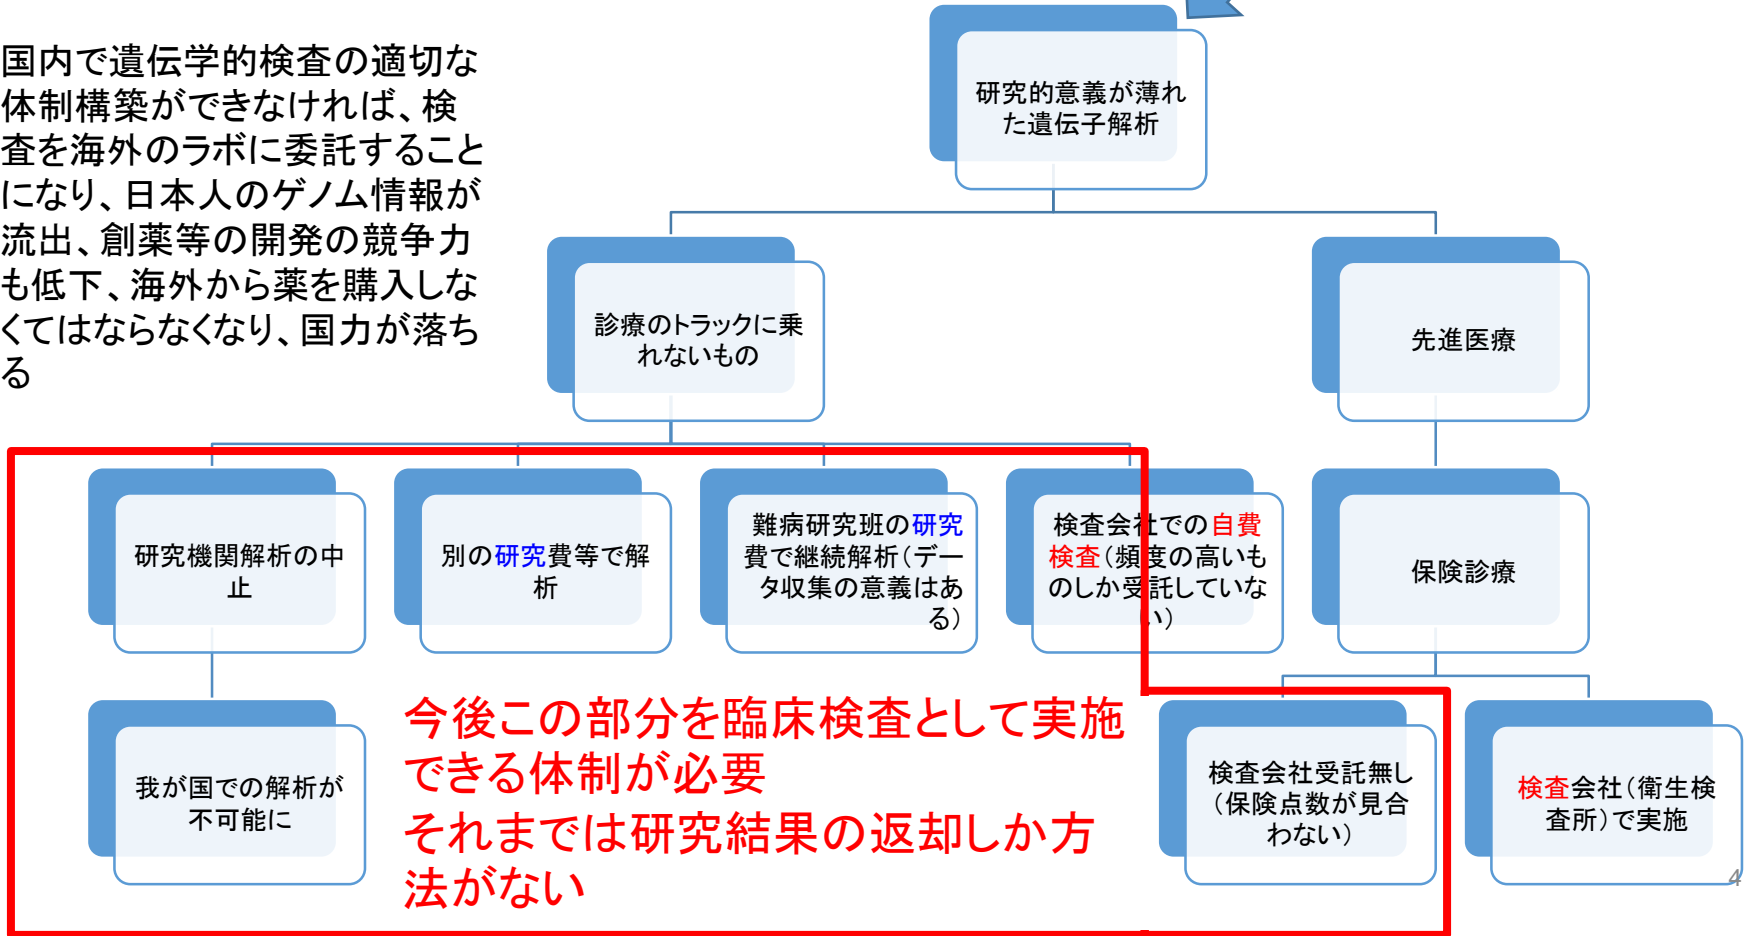 国内で遺伝学的検査の適切な
体制構築ができなければ、検
査を海外のラボに委託すること
になり、日本人のゲノム情報が
流出、創薬等の開発の競争力
も低下、海外から薬を購入しな
くてはならなくなり、国力が落ち
る
研究的意義が薄れ
た遺伝子解析
診療のトラックに乗
れないもの
先進医療
研究機関解析の中
止
別の研究費等で解
析
難病研究班の研究
費で継続解析（デー
タ収集の意義はあ
る）
検査会社での自費
検査（頻度の高いも
のしか受託していな
い）
保険診療
我が国での解析が
不可能に
今後この部分を臨床検査として実施
できる体制が必要
それまでは研究結果の返却しか方
法がない
検査会社受託無し
（保険点数が見合
わない）
検査会社（衛生検
査所）で実施
4